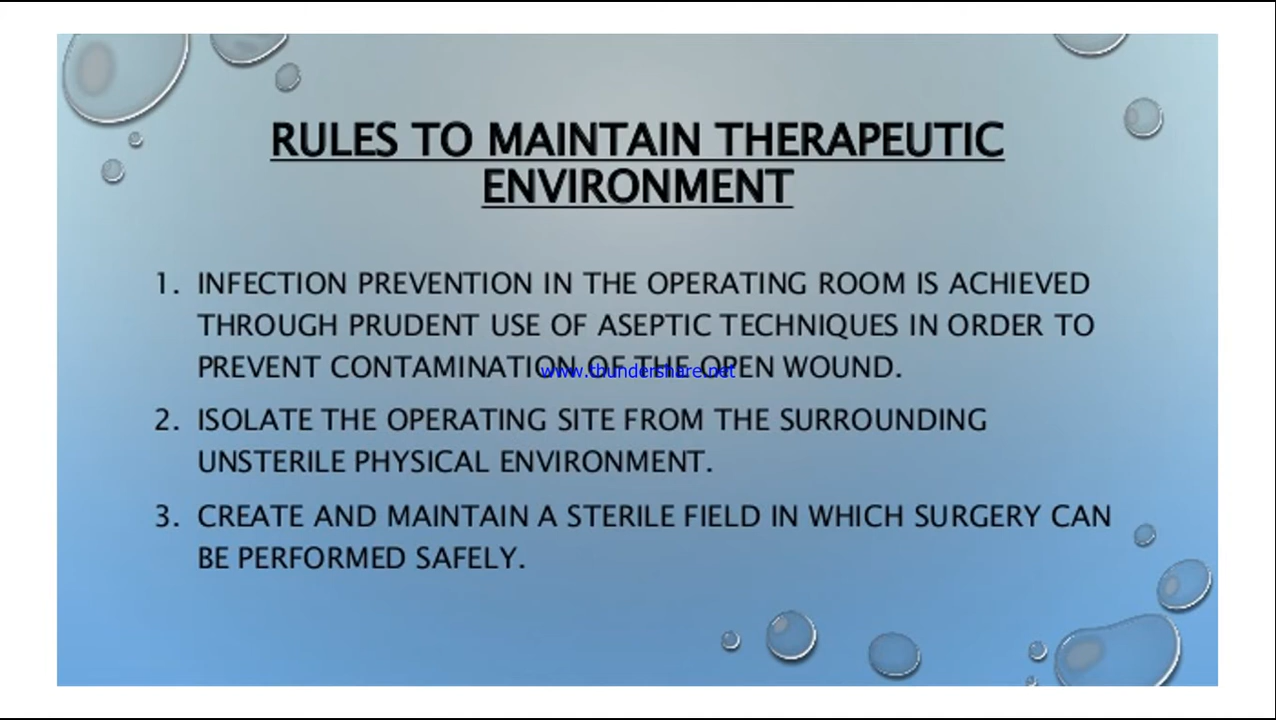 RULES TO MAINTAIN THERAPEUTIC
ENVIRONMENT
1. INFECTION PREVENTION IN THE OPERATING ROOM IS ACHIEVED
THROUGH PRUDENT USE OF ASEPTIC TECHNIQUES IN ORDER TO
PREVENT CONTAMINATION OF THE OPEN WOUND.
www.thundershare.net
2. ISOLATE THE OPERATING SITE FROM THE SURROUNDING
UNSTERILE PHYSICAL ENVIRONMENT.
3. CREATE AND MAINTAIN A STERILE FIELD IN WHICH SURGERY CAN
BE PERFORMED SAFELY.